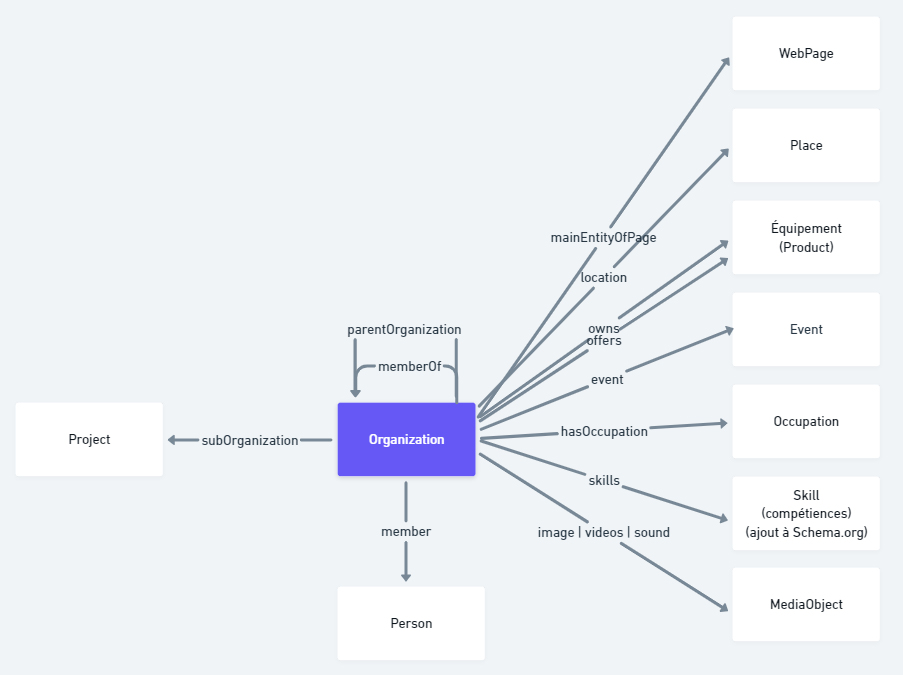 WebPage
Place
Équipement
(Product)
mainEntityOfPage
location
owns
offers
parentOrganization
memberOf
Event
event
Project
subOrganization
Organization
hasOccupation
Occupation
skills
Skill
(compétiences)
(ajout à Schema.org)
member
image | videos | sound
Person
MediaObject